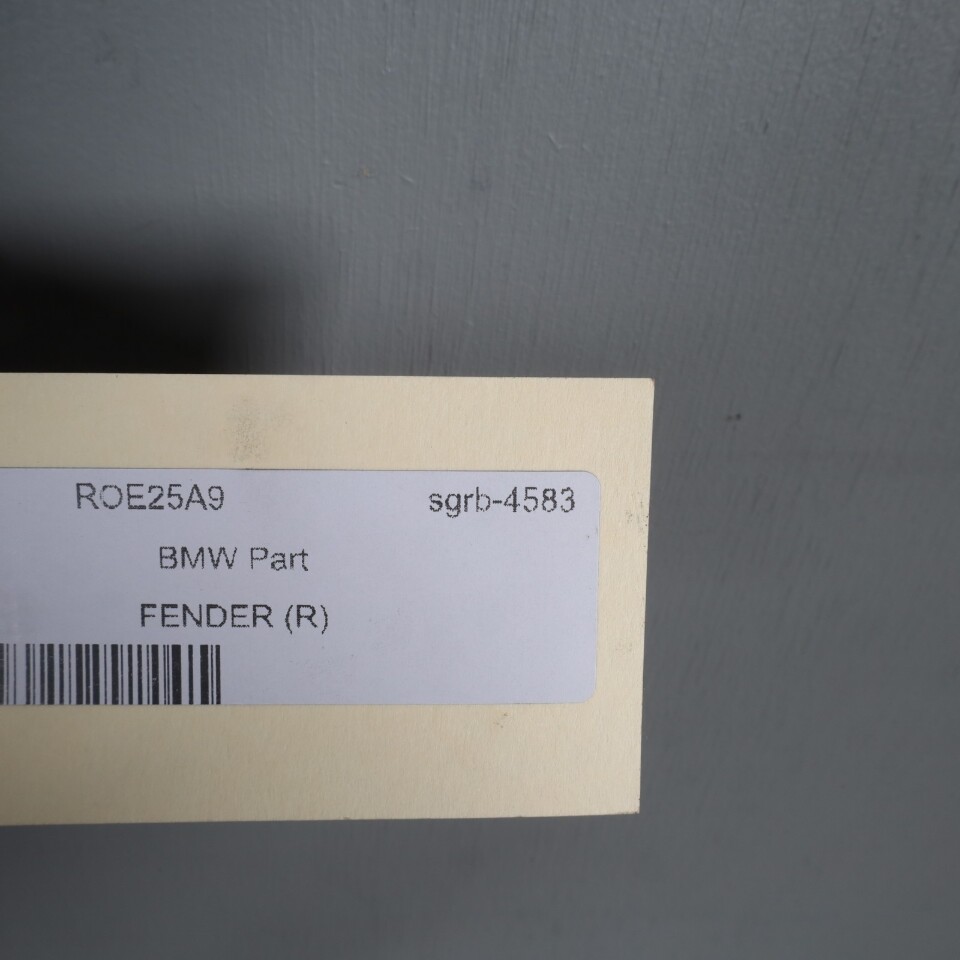 ROE25A9 sgrb-4583
BMW Part
FENDER (R)